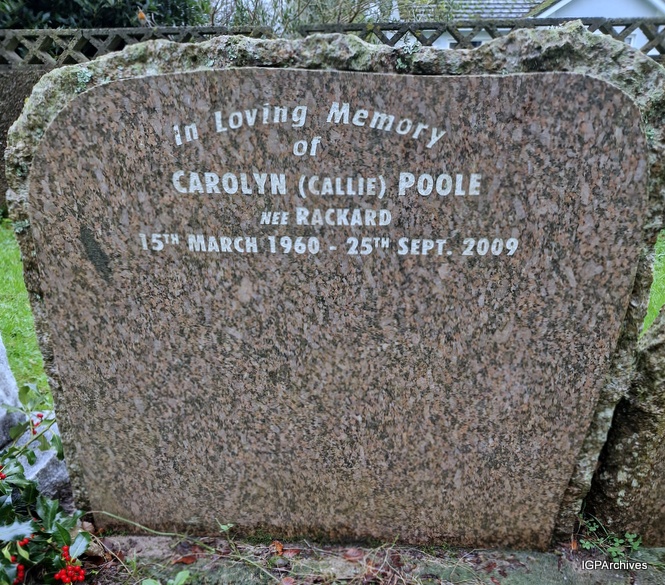 In Loving Memory
of
CAROLYN (CALLIE) POOLE
NEE RACKARD
15TH MARCH 1960 - 25TH SEPT. 2009
IGPArchives